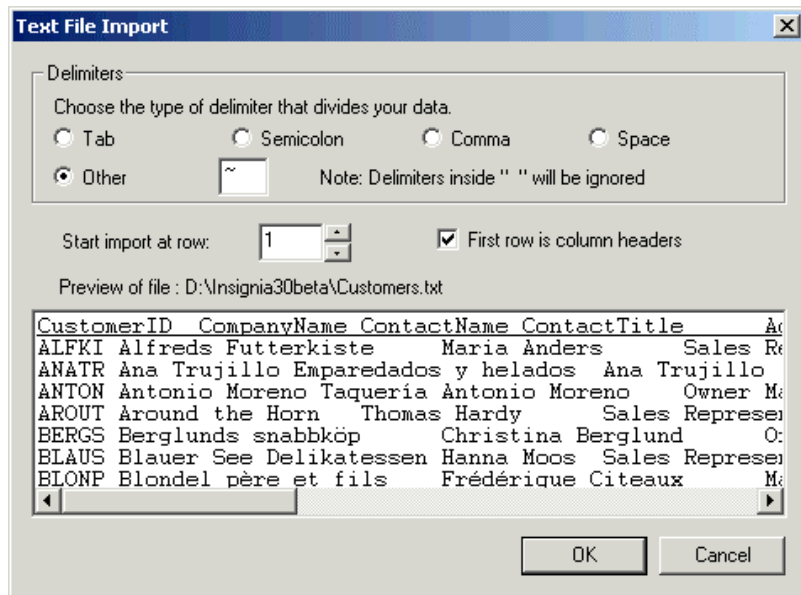 Text File Import
Delimiters
Choose the type of delimiter that divides your data.
Tab Semicolon Comma Space
Other ~ Note: Delimiters inside " " will be ignored
Start import at row: 1 First row is column headers
Preview of file : D:\Insignia30beta\Customers.txt
CustomerID CompanyName ContactName ContactTitle
ALFKI Alfreds Futterkiste Maria Anders Sales
ANATR Ana Trujillo Emparedados y helados Ana Trujillo
ANTON Antonio Moreno Taquería Antonio Moreno Owner
AROUT Around the Horn Thomas Hardy Sales Represe
BERGS Berglunds snabbköp Christina Berglund
BLAUS Blauer See Delikatessen Hanna Moos Sales Represe
BLONP Blondel père et fils Frédérique Citeaux
OK Cancel